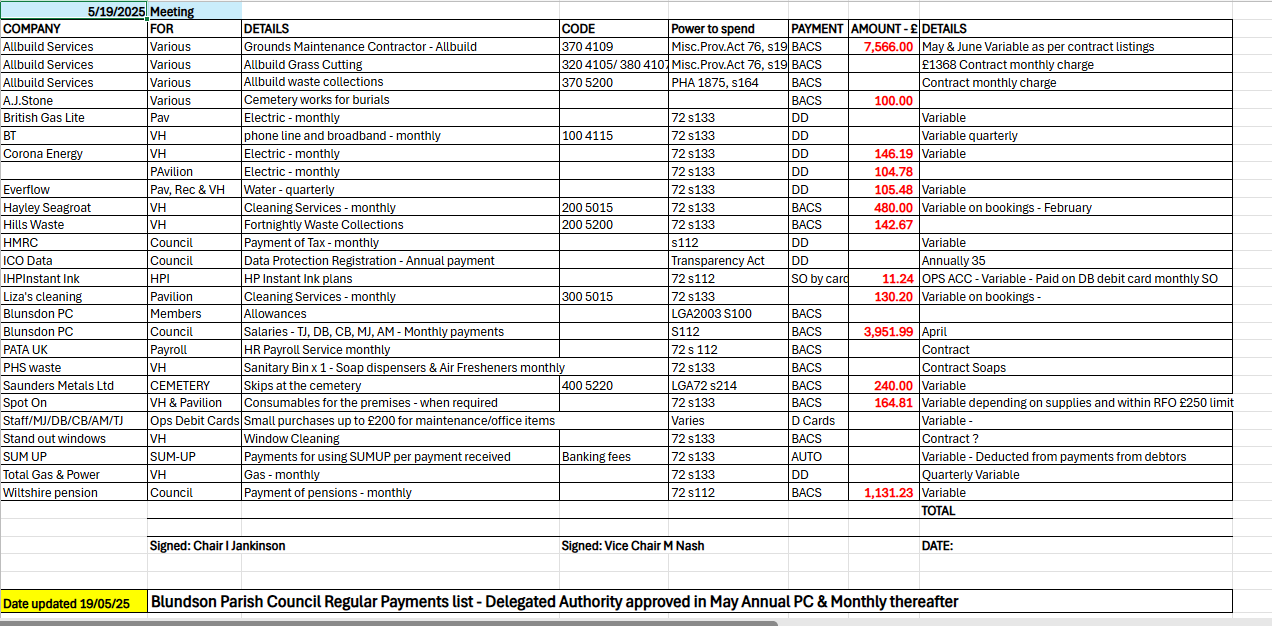 5/19/2025 Meeting
COMPANY FOR DETAILS CODE Power to spend PAYMENT AMOUNT - £ DETAILS
Allbuild Services Various Grounds Maintenance Contractor - Allbuild 370 4109 Misc.Prov.Act 76, s19 BACS 7,566.00 May & June Variable as per contract listings
Allbuild Services Various Allbuild Grass Cutting 320 4105/ 380 4107 Misc.Prov.Act 76, s19 BACS £1368 Contract monthly charge
Allbuild Services Various Allbuild waste collections 370 5200 PHA 1875, s164 BACS Contract monthly charge
A.J.Stone Various Cemetery works for burials BACS 100.00
British Gas Lite Pav Electric - monthly 72 s133 DD Variable
BT VH phone line and broadband - monthly 100 4115 72 s133 DD Variable quarterly
Corona Energy VH Electric - monthly 72 s133 DD 146.19 Variable
PAvilion Electric - monthly 72 s133 DD 104.78
Everflow Pav, Rec & VH Water - quarterly 72 s133 DD 105.48 Variable
Hayley Seagroat VH Cleaning Services - monthly 200 5015 72 s133 BACS 480.00 Variable on bookings - February
Hills Waste VH Fortnightly Waste Collections 200 5200 72 s133 BACS 142.67
HMRC Council Payment of Tax - monthly s112 DD Variable
ICO Data Council Data Protection Registration - Annual payment Transparency Act DD Annually 35
IHPInstant Ink HPI HP Instant Ink plans 72 s112 SO by card 11.24 OPS ACC - Variable - Paid on DB debit card monthly SO
Liza's cleaning Pavilion Cleaning Services - monthly 300 5015 72 s133 130.20 Variable on bookings -
Blunsdon PC Members Allowances LGA2003 S100 BACS
Blunsdon PC Council Salaries - TJ, DB, CB, MJ, AM - Monthly payments S112 BACS 3,951.99 April
PATA UK Payroll HR Payroll Service monthly 72 s 112 BACS Contract
PHS waste VH Sanitary Bin x 1 - Soap dispensers & Air Fresheners monthly 72 s133 BACS Contract Soaps
Saunders Metals Ltd CEMETERY Skips at the cemetery 400 5220 LGA72 s214 BACS 240.00 Variable
Spot On VH & Pavilion Consumables for the premises - when required 72 s133 BACS 164.81 Variable depending on supplies and within RFO £250 limit
Staff/MJ/DB/CB/AM/TJ Ops Debit Cards Small purchases up to £200 for maintenance/office items Varies D Cards Variable -
Stand out windows VH Window Cleaning 72 s133 BACS Contract ?
SUM UP SUM-UP Payments for using SUMUP per payment received Banking fees 72 s133 AUTO Variable - Deducted from payments from debtors
Total Gas & Power VH Gas - monthly 72 s133 DD Quarterly Variable
Wiltshire pension Council Payment of pensions - monthly 72 s112 BACS 1,131.23 Variable
TOTAL
Signed: Chair I Jankinson Signed: Vice Chair M Nash DATE:
Date updated 19/05/25 Blundson Parish Council Regular Payments list - Delegated Authority approved in May Annual PC & Monthly thereafter